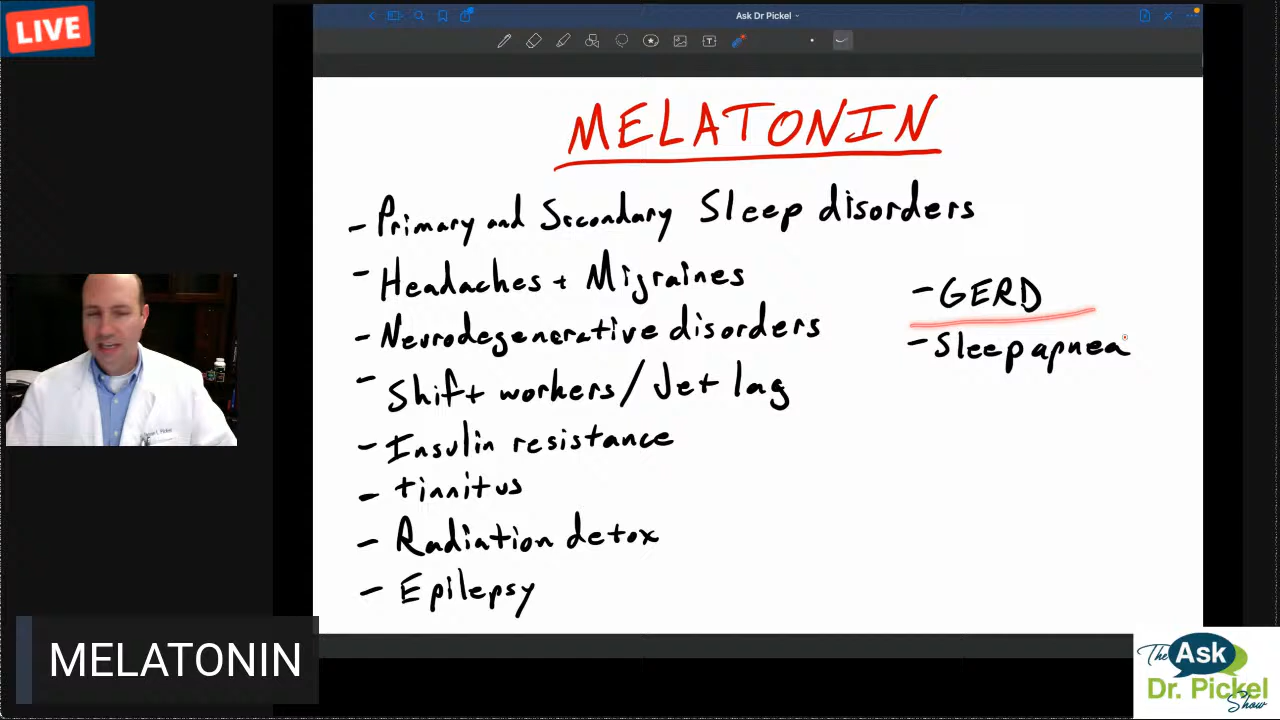 LIVE
Ask Dr Pickel
MELATONIN
- Primary and Secondary Sleep disorders
- Headaches + Migraines
- Neurodegenerative disorders
- Shift workers / Jet lag
- Insulin resistance
- tinnitus
- Radiation detox
- Epilepsy
- GERD
- Sleep apnea
MELATONIN
The Ask
Dr. Pickel
Show